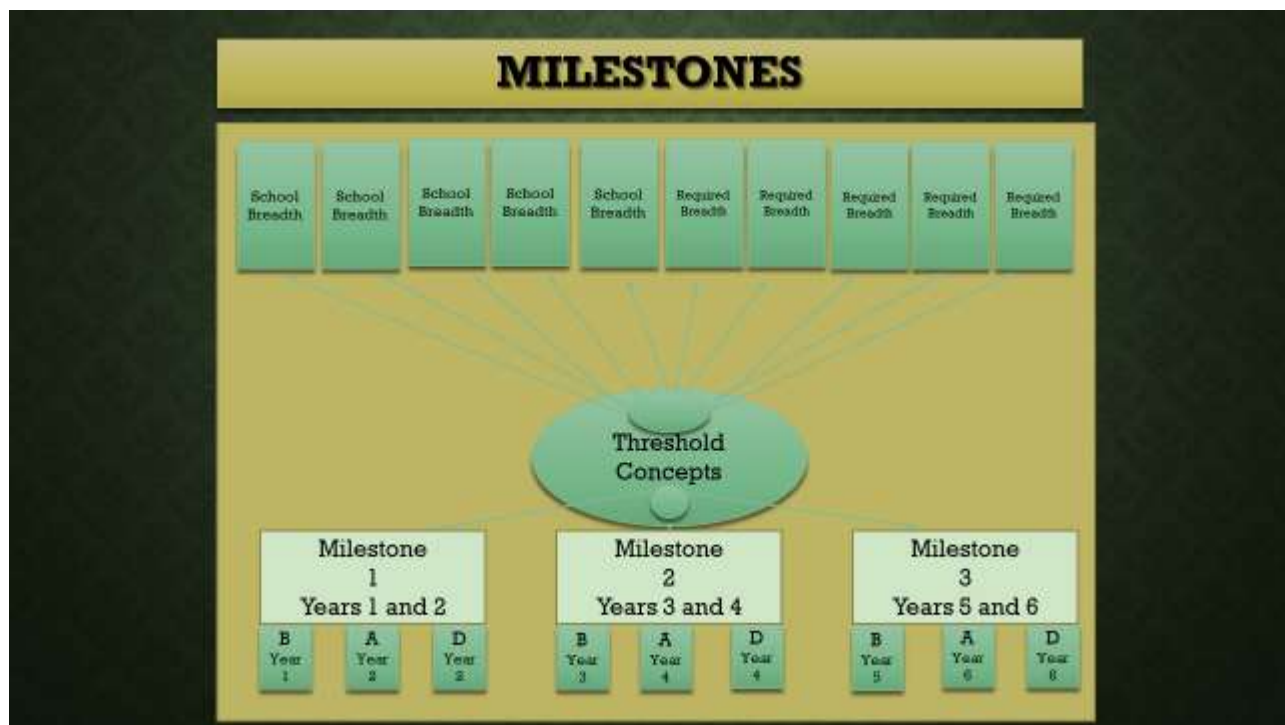 MILESTONES
School
Breadth
School
Breadth
School
Breadth
School
Breadth
School
Breadth
Required
Breadth
Required
Breadth
Required
Breadth
Required
Breadth
Required
Breadth
Threshold
Concepts
Milestone
1
Years 1 and 2
B
Year
1
A
Year
2
D
Year
2
Milestone
2
Years 3 and 4
B
Year
3
A
Year
4
D
Year
4
Milestone
3
Years 5 and 6
B
Year
5
A
Year
6
D
Year
6